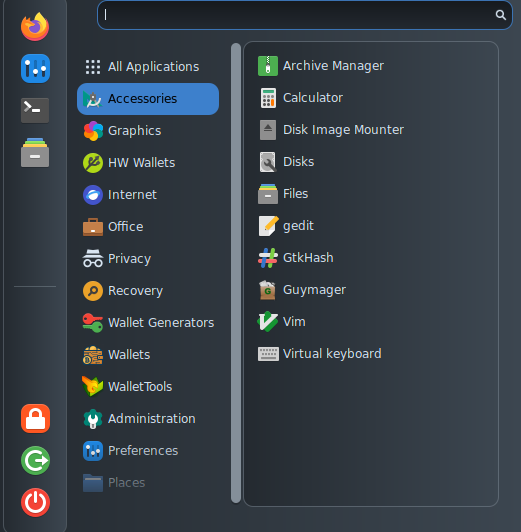 All Applications
Accessories
Graphics
HW Wallets
Internet
Office
Privacy
Recovery
Wallet Generators
Wallets
WalletTools
Administration
Preferences
Places
Archive Manager
Calculator
Disk Image Mounter
Disks
Files
gedit
GtkHash
Guymager
Vim
Virtual keyboard